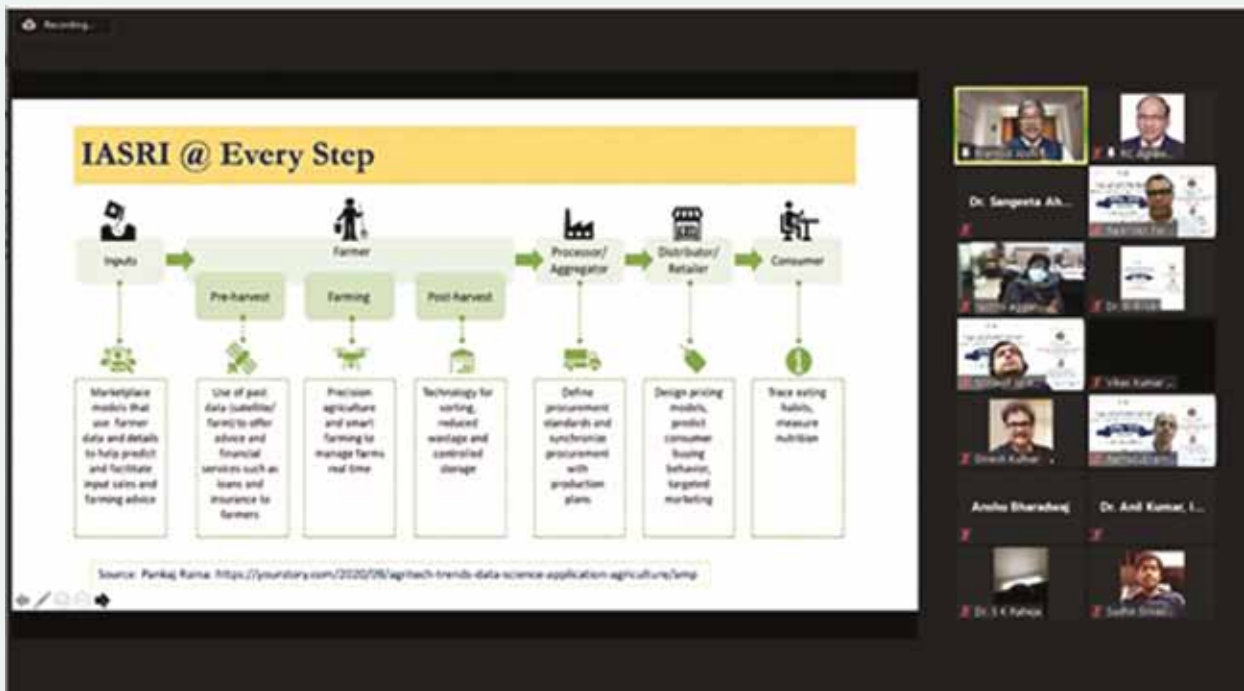 Recording...
IASRI @ Every Step
Inputs
Farmer
Processor/
Aggregator
Distributor/
Retailer
Consumer
Pre-harvest
Farming
Post-harvest
Marketplace
models that
use farmer
data and details
to help predict
and facilitate
input sales and
farming advice
Use of past
data (satellite/
farm) to offer
advice and
financial
services such as
loans and
insurance to
farmers
Precision
agriculture
and smart
farming to
manage farms
real time
Technology for
sorting,
reduced
wastage and
controlled
storage
Define
procurement
standards and
synchronize
procurement
with
production
plans
Design pricing
models,
predict
consumer
buying
behavior,
targeted
marketing
Trace eating
habits,
measure
nutrition
Source: Pankaj Raina: https://yourstory.com/2020/09/agritech-trends-data-science-application-agriculture/amp
Dr. Sangeeta Ah...
Vikas Kumar ...
Dinesh Kumar
Anshu Bharadwaj
Dr. Anil Kumar, I...
Dr. S K Raheja